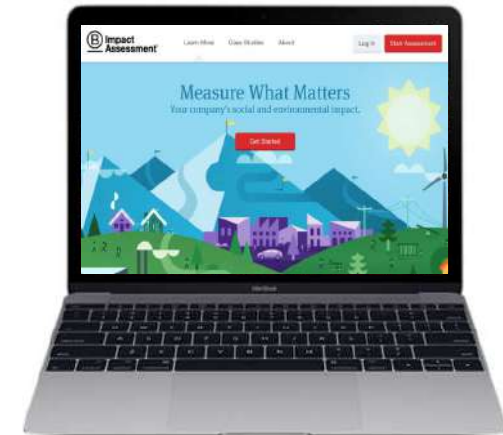 B Impact
Assessment
Learn More Case Studies About Log In Start Assessment
Measure What Matters
Your company's social and environmental impact.
Get Started
MacBook